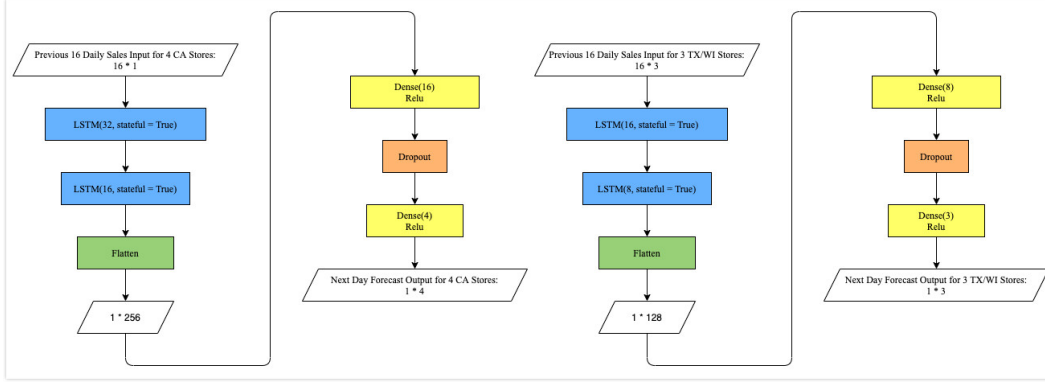 Previous 16 Daily Sales Input for 4 CA Stores:
16 * 1
LSTM(32, stateful = True)
LSTM(16, stateful = True)
Flatten
1 * 256
Dense(16)
Relu
Dropout
Dense(4)
Relu
Next Day Forecast Output for 4 CA Stores:
1 * 4
Previous 16 Daily Sales Input for 3 TX/WI Stores:
16 * 3
LSTM(16, stateful = True)
LSTM(8, stateful = True)
Flatten
1 * 128
Dense(8)
Relu
Dropout
Dense(3)
Relu
Next Day Forecast Output for 3 TX/WI Stores:
1 * 3